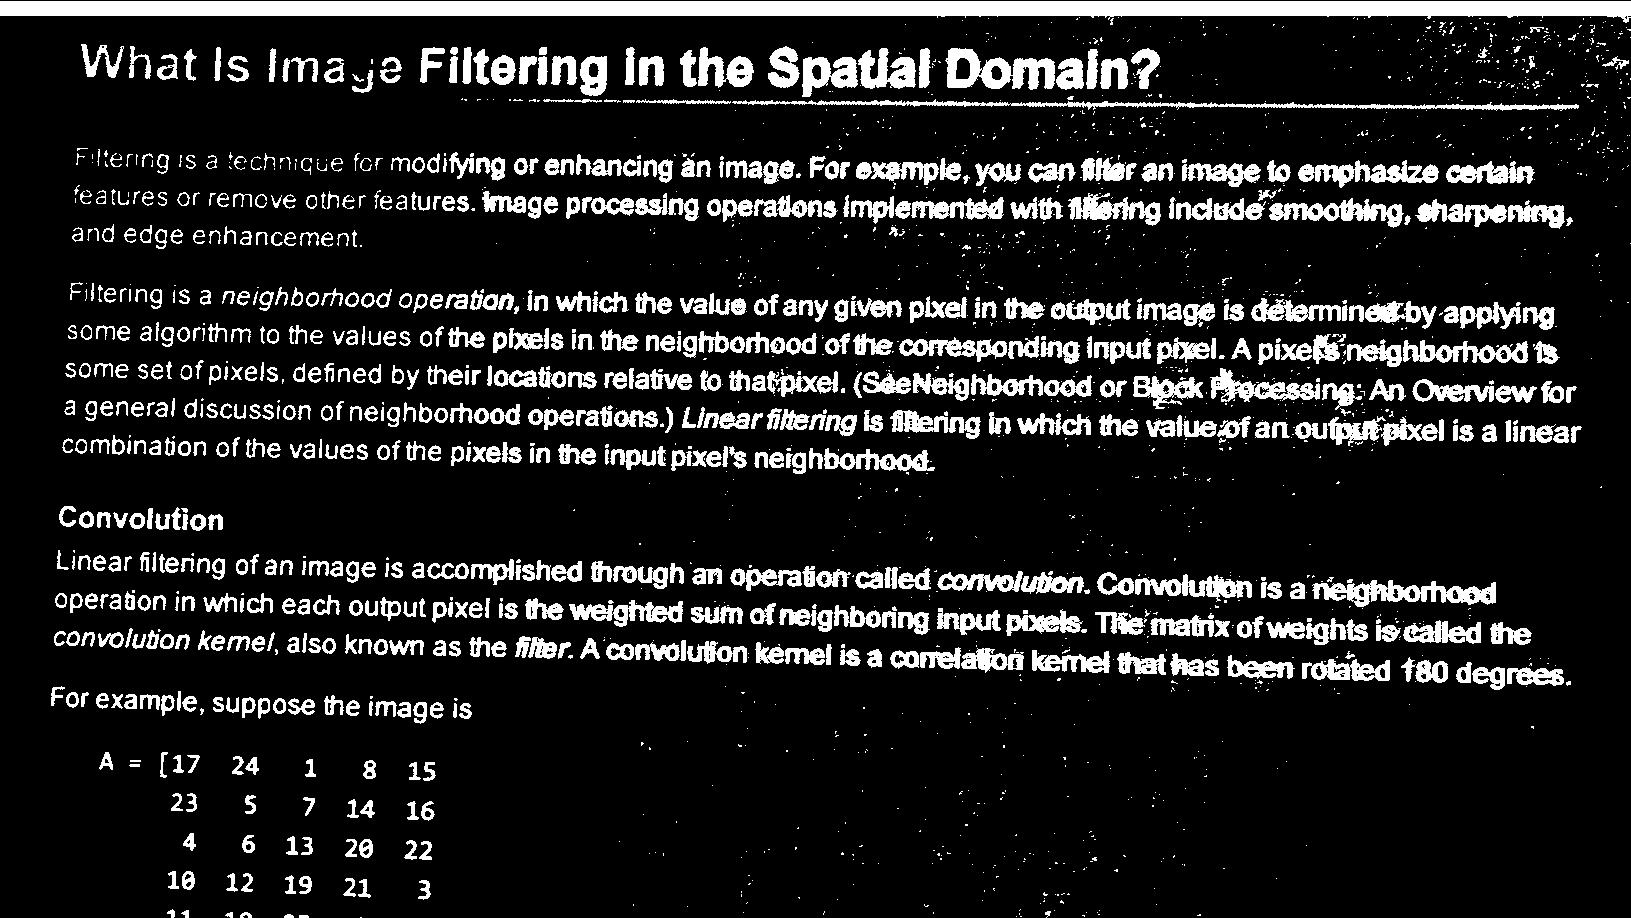 What Is Image Filtering in the Spatial Domain?
Filtering is a technique for modifying or enhancing an image. For example, you can filter an image to emphasize certain
features or remove other features. Image processing operations implemented with filtering include smoothing, sharpening,
and edge enhancement.
Filtering is a neighborhood operation, in which the value of any given pixel in the output image is determined by applying
some algorithm to the values of the pixels in the neighborhood of the corresponding input pixel. A pixel's neighborhood is
some set of pixels, defined by their locations relative to that pixel. (SeeNeighborhood or Block Processing: An Overview for
a general discussion of neighborhood operations.) Linear filtering is filtering in which the value of an output pixel is a linear
combination of the values of the pixels in the input pixel's neighborhood.
Convolution
Linear filtering of an image is accomplished through an operation called convolution. Convolution is a neighborhood
operation in which each output pixel is the weighted sum of neighboring input pixels. The matrix of weights is called the
convolution kernel, also known as the filter. A convolution kernel is a correlation kernel that has been rotated 180 degrees.
For example, suppose the image is
A = [17 24 1 8 15
23 5 7 14 16
4 6 13 20 22
10 12 19 21 3